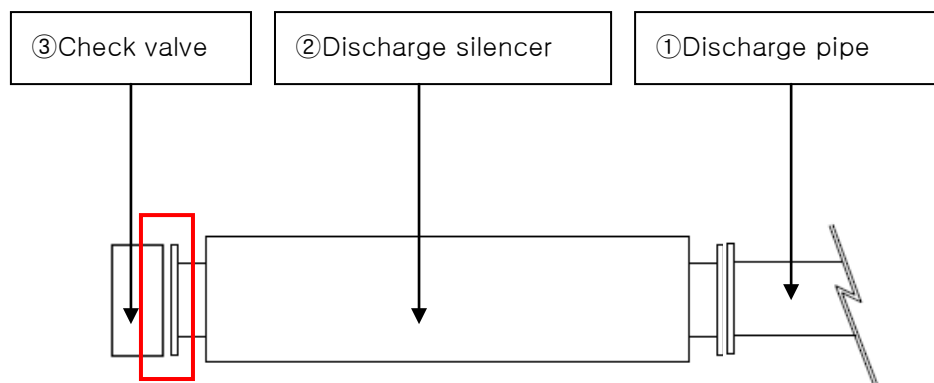 ③Check valve
②Discharge silencer
①Discharge pipe